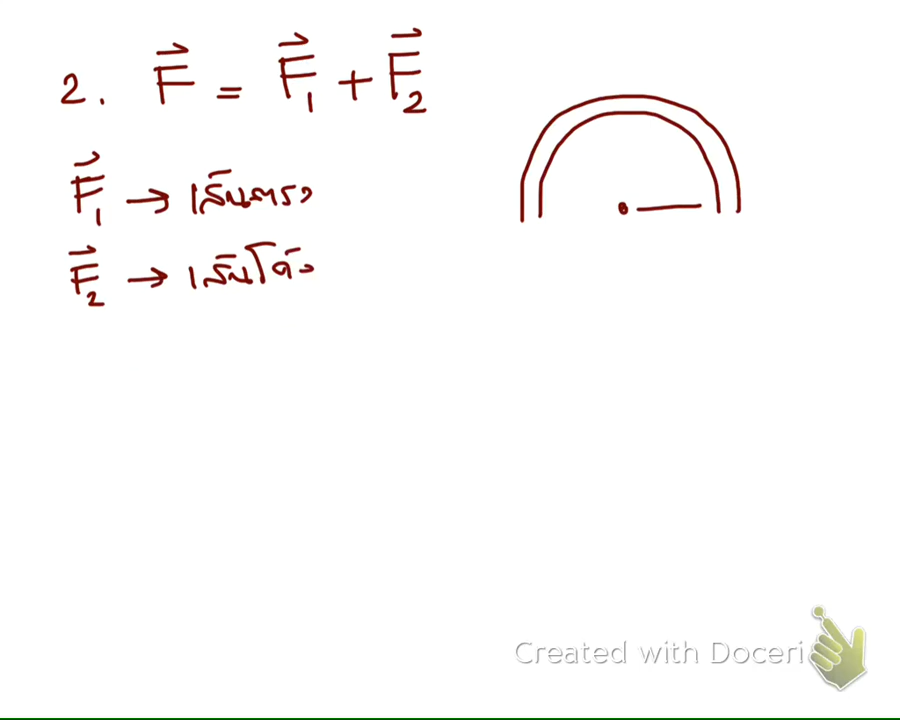 2. F⃗ = F⃗₁ + F⃗₂
F⃗₁ → เส้นตรง
F⃗₂ → เส้นโค้ง
Created with Doceri